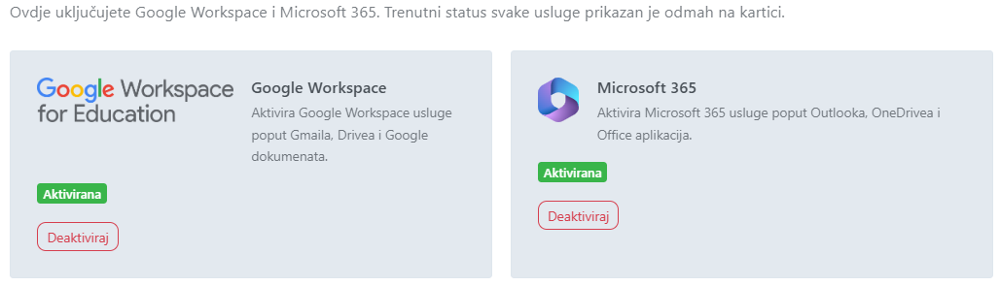 Ovdje uključujete Google Workspace i Microsoft 365. Trenutni status svake usluge prikazan je odmah na kartici.
Google Workspace
for Education
Google Workspace
Aktivira Google Workspace usluge
poput Gmaila, Drivea i Google
dokumenata.
Aktivirana
Deaktiviraj
Microsoft 365
Aktivira Microsoft 365 usluge poput Outlooka, OneDrivea i
Office aplikacija.
Aktivirana
Deaktiviraj